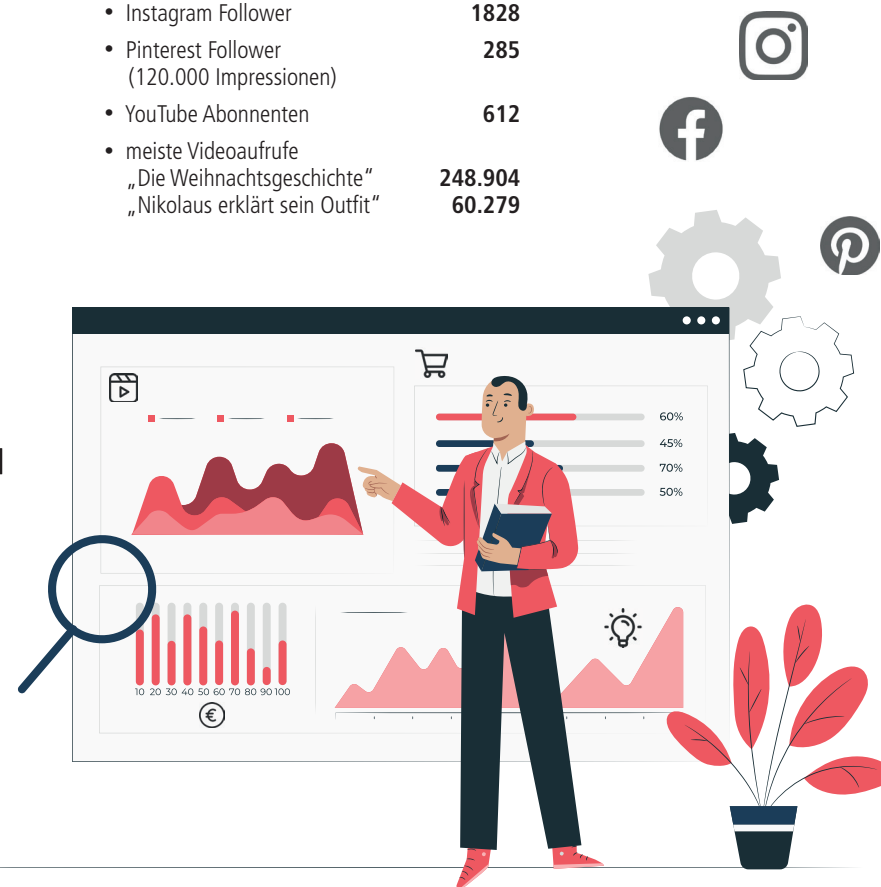 • Instagram Follower 1828
• Pinterest Follower 285
(120.000 Impressionen)
• YouTube Abonnenten 612
• meiste Videoaufrufe
„Die Weihnachtsgeschichte“ 248.904
„Nikolaus erklärt sein Outfit“ 60.279
60%
45%
70%
50%
10 20 30 40 50 60 70 80 90 100
€